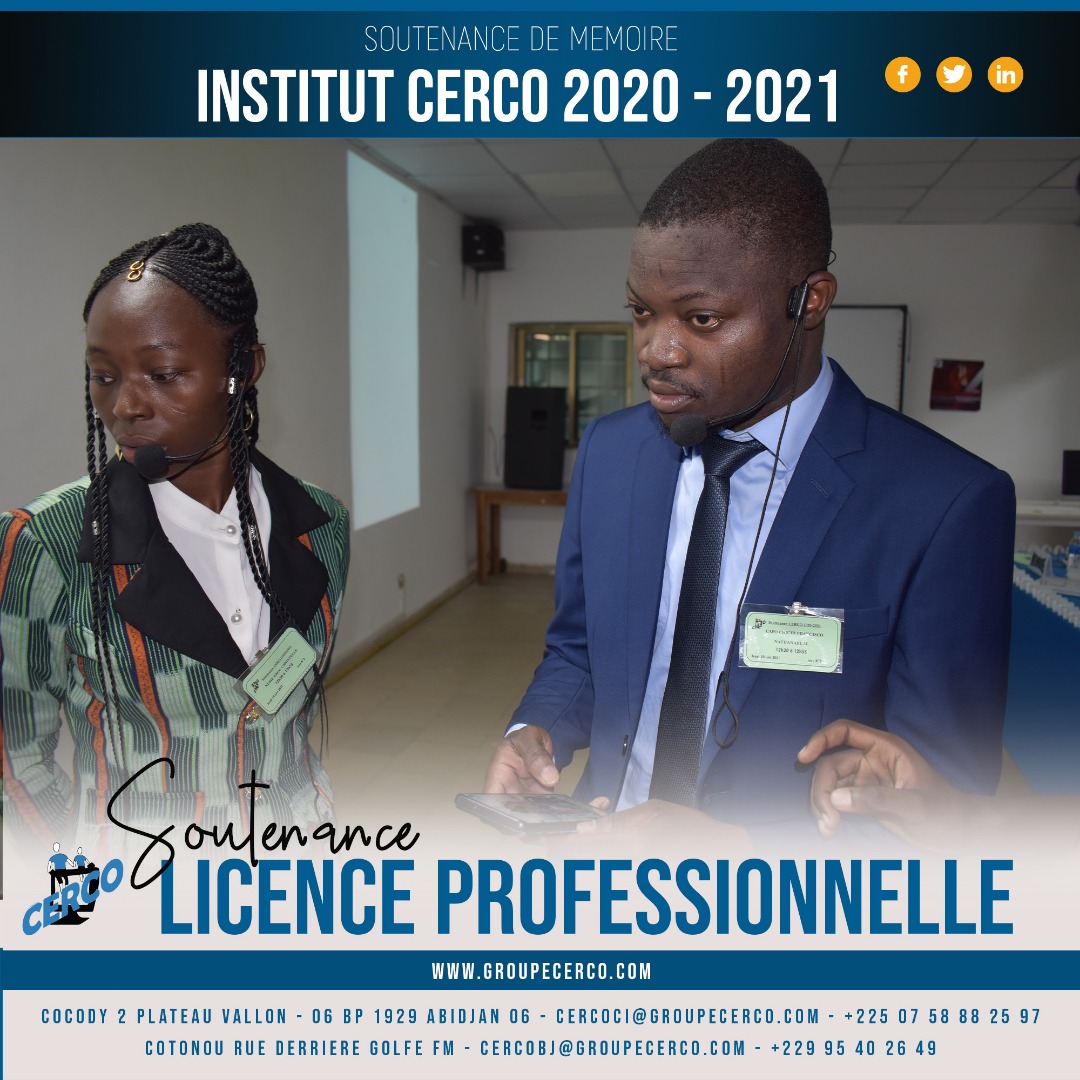 SOUTENANCE DE MEMOIRE
INSTITUT CERCO 2020 - 2021
Soutenance
CERCO
LICENCE PROFESSIONNELLE
WWW.GROUPECERCO.COM
COCODY 2 PLATEAU VALLON - 06 BP 1929 ABIDJAN 06 - CERCOCI@GROUPECERCO.COM - +225 07 58 88 25 97
COTONOU RUE DERRIERE GOLFE FM - CERCOBJ@GROUPECERCO.COM - +229 95 40 26 49